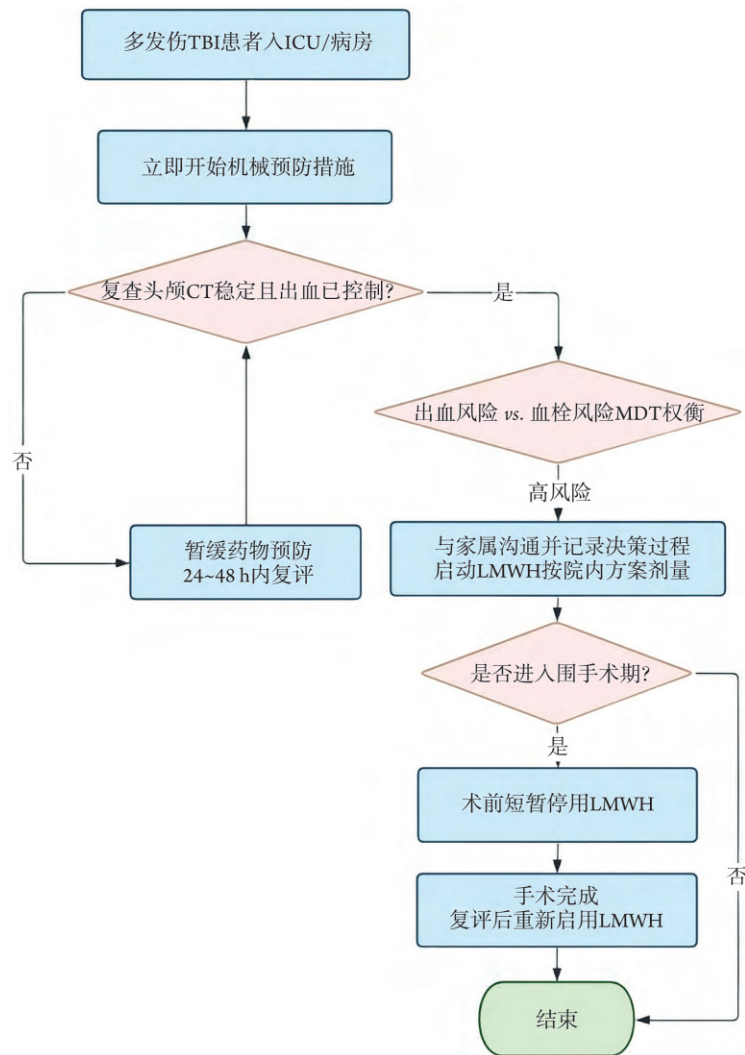 多发伤TBI患者入ICU/病房
立即开始机械预防措施
复查头颅CT稳定且出血已控制?
是
出血风险 vs. 血栓风险MDT权衡
否
高风险
暂缓药物预防
24~48 h内复评
与家属沟通并记录决策过程
启动LMWH按院内方案剂量
是否进入围手术期?
是
术前短暂停用LMWH
否
手术完成
复评后重新启用LMWH
结束